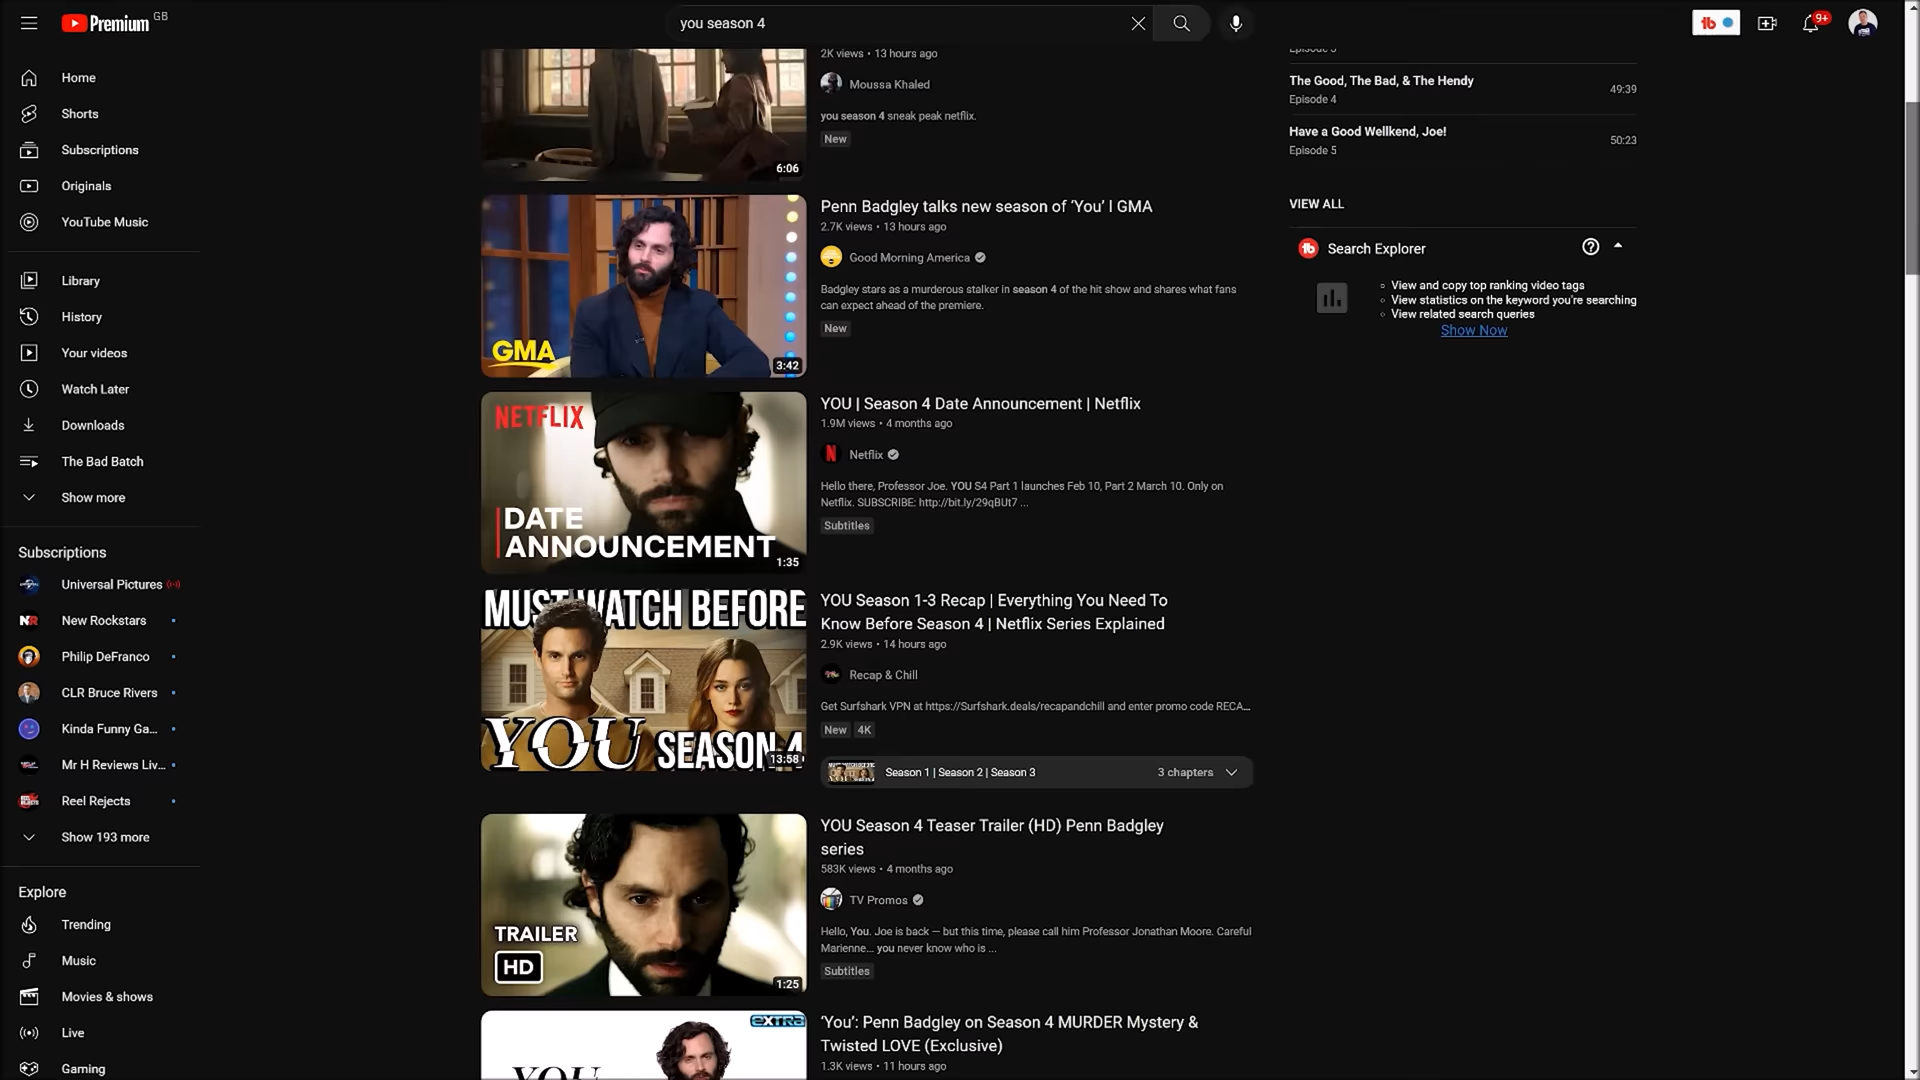 Premium GB
you season 4
9+
Home
Shorts
Subscriptions
Originals
YouTube Music
Library
History
Your videos
Watch Later
Downloads
The Bad Batch
Show more
Subscriptions
Universal Pictures
New Rockstars
Philip DeFranco
CLR Bruce Rivers
Kinda Funny Ga...
Mr H Reviews Liv...
Reel Rejects
Show 193 more
Explore
Trending
Music
Movies & shows
Live
Gaming
6:06
2K views • 13 hours ago
Moussa Khaled
you season 4 sneak peak netflix.
New
GMA
3:42
Penn Badgley talks new season of ‘You’ l GMA
2.7K views • 13 hours ago
Good Morning America
Badgley stars as a murderous stalker in season 4 of the hit show and shares what fans
can expect ahead of the premiere.
New
NETFLIX
DATE
ANNOUNCEMENT
1:35
YOU | Season 4 Date Announcement | Netflix
1.9M views • 4 months ago
Netflix
Hello there, Professor Joe. YOU S4 Part 1 launches Feb 10, Part 2 March 10. Only on
Netflix. SUBSCRIBE: http://bit.ly/29qBUt7 ...
Subtitles
MUST WATCH BEFORE
YOU SEASON 4
13:58
YOU Season 1-3 Recap | Everything You Need To
Know Before Season 4 | Netflix Series Explained
2.9K views • 14 hours ago
Recap & Chill
Get Surfshark VPN at https://Surfshark.deals/recapandchill and enter promo code RECA...
New 4K
Season 1 | Season 2 | Season 3 3 chapters
TRAILER
HD
1:25
YOU Season 4 Teaser Trailer (HD) Penn Badgley
series
583K views • 4 months ago
TV Promos
Hello, You. Joe is back — but this time, please call him Professor Jonathan Moore. Careful
Marienne... you never know who is ...
Subtitles
extra
YOU
‘You’: Penn Badgley on Season 4 MURDER Mystery &
Twisted LOVE (Exclusive)
1.3K views • 11 hours ago
Episode 3
The Good, The Bad, & The Hendy
Episode 4
49:39
Have a Good Wellkend, Joe!
Episode 5
50:23
VIEW ALL
Search Explorer
View and copy top ranking video tags
View statistics on the keyword you're searching
View related search queries
Show Now